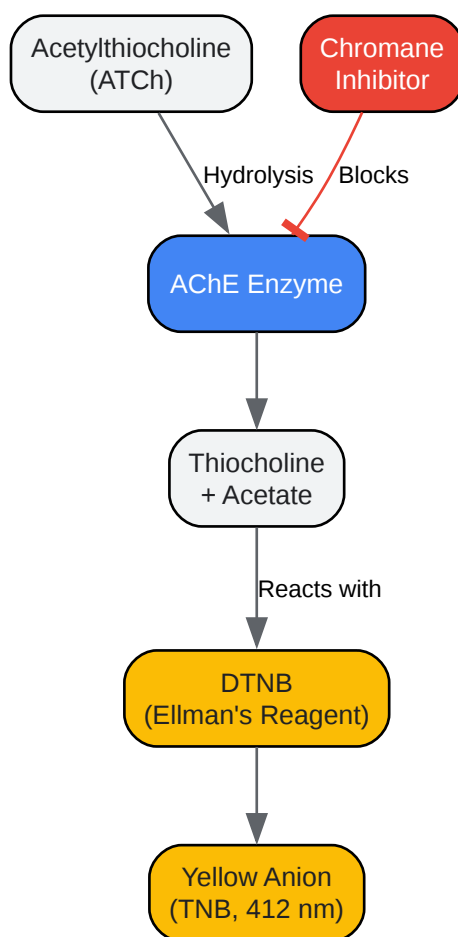 Acetylthiocholine
(ATCh)
Chromane
Inhibitor
Hydrolysis
Blocks
AChE Enzyme
Thiocholine
+ Acetate
Reacts with
DTNB
(Ellman's Reagent)
Yellow Anion
(TNB, 412 nm)